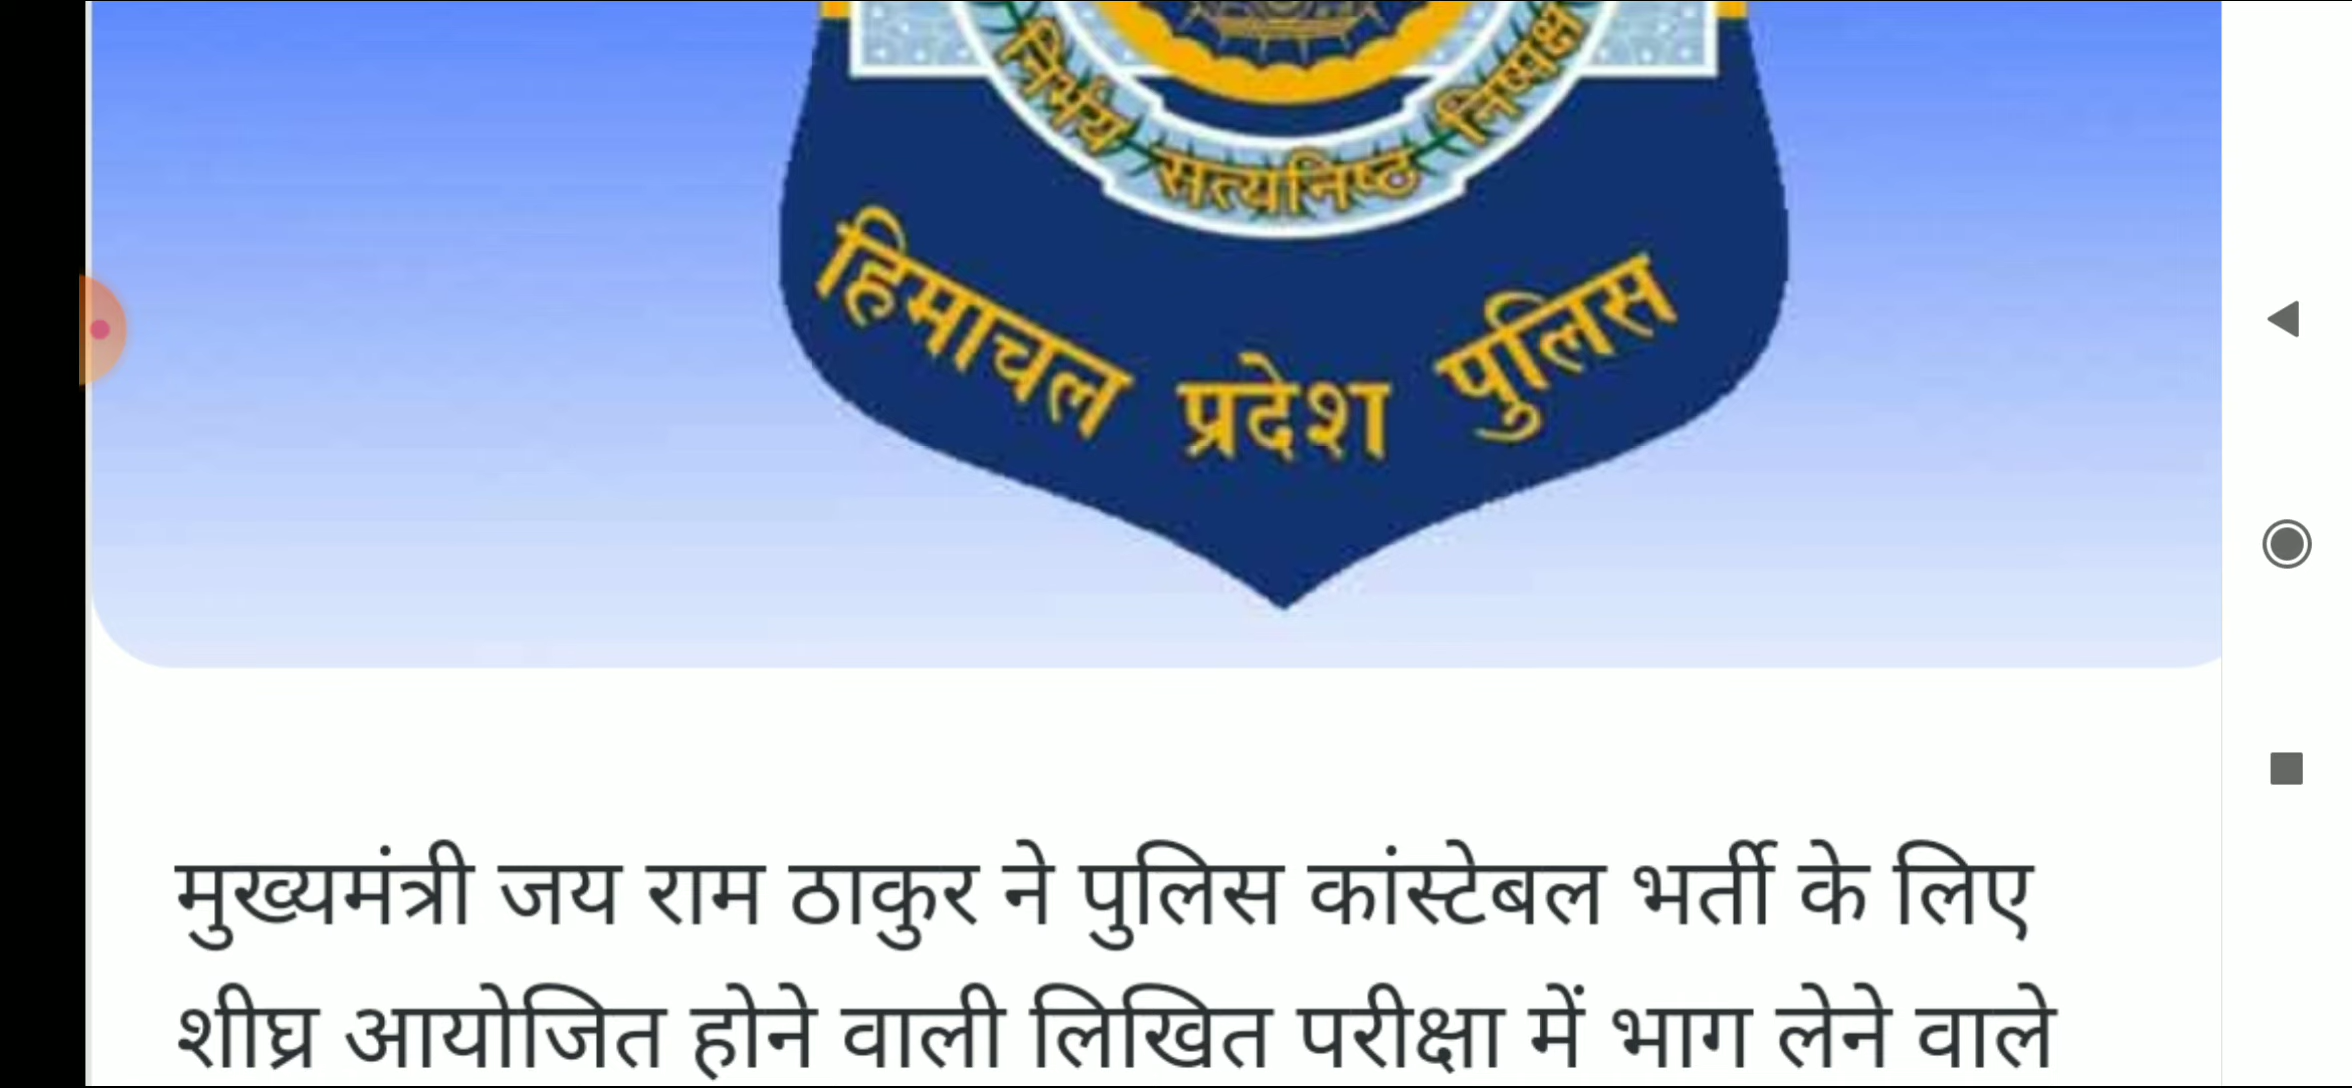 निर्भय सत्यनिष्ठ निष्पक्ष
हिमाचल प्रदेश पुलिस
मुख्यमंत्री जय राम ठाकुर ने पुलिस कांस्टेबल भर्ती के लिए
शीघ्र आयोजित होने वाली लिखित परीक्षा में भाग लेने वाले